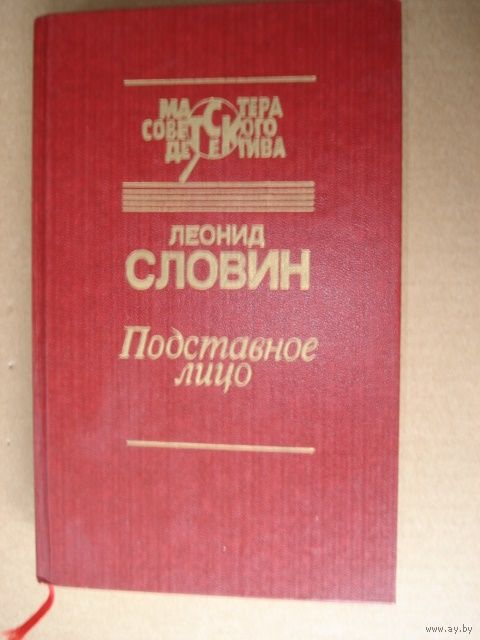 МАСТЕРА
СОВЕТСКОГО
ДЕТЕКТИВА
ЛЕОНИД
СЛОВИН
Подставное
лицо
www.ay.by